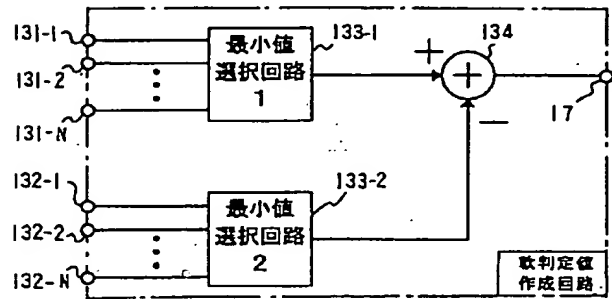 131-1
131-2
131-N
最小値
選択回路
1
133-1
+
134
+
17
−
132-1
132-2
132-N
最小値
選択回路
2
133-2
軟判定値
作成回路